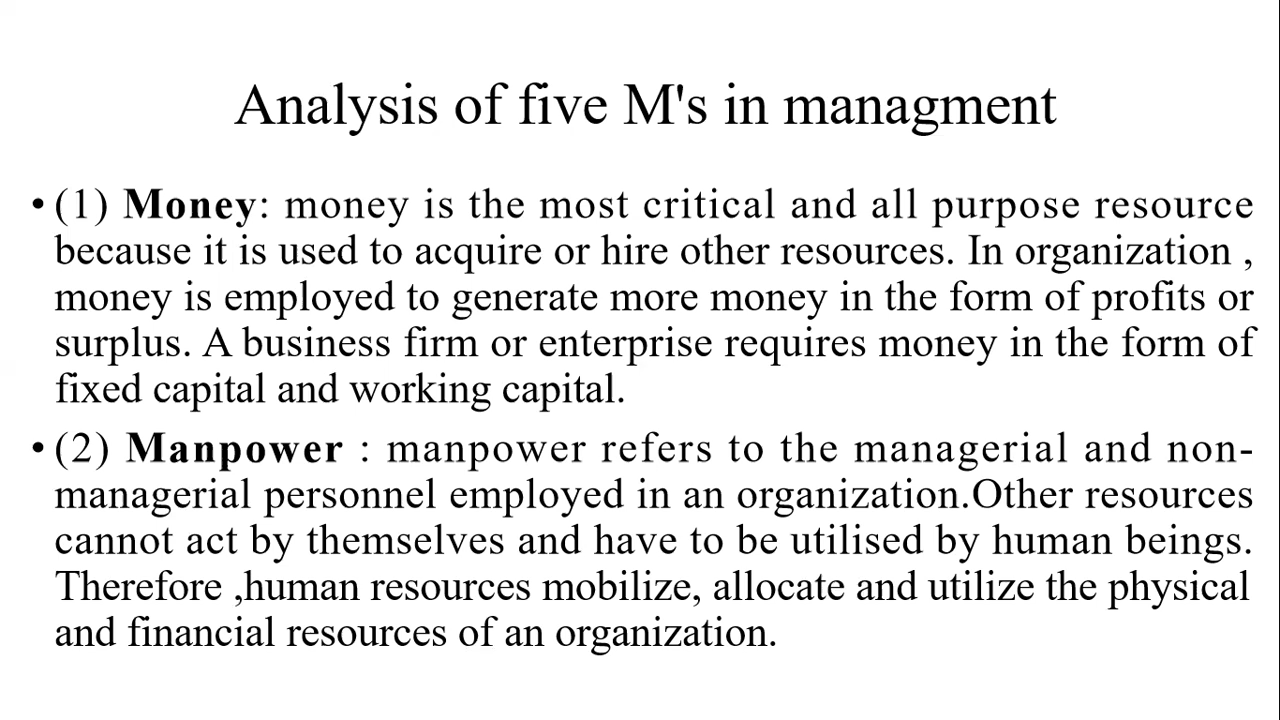 Analysis of five M's in managment
• (1) Money: money is the most critical and all purpose resource
because it is used to acquire or hire other resources. In organization ,
money is employed to generate more money in the form of profits or
surplus. A business firm or enterprise requires money in the form of
fixed capital and working capital.
• (2) Manpower : manpower refers to the managerial and non-
managerial personnel employed in an organization.Other resources
cannot act by themselves and have to be utilised by human beings.
Therefore ,human resources mobilize, allocate and utilize the physical
and financial resources of an organization.